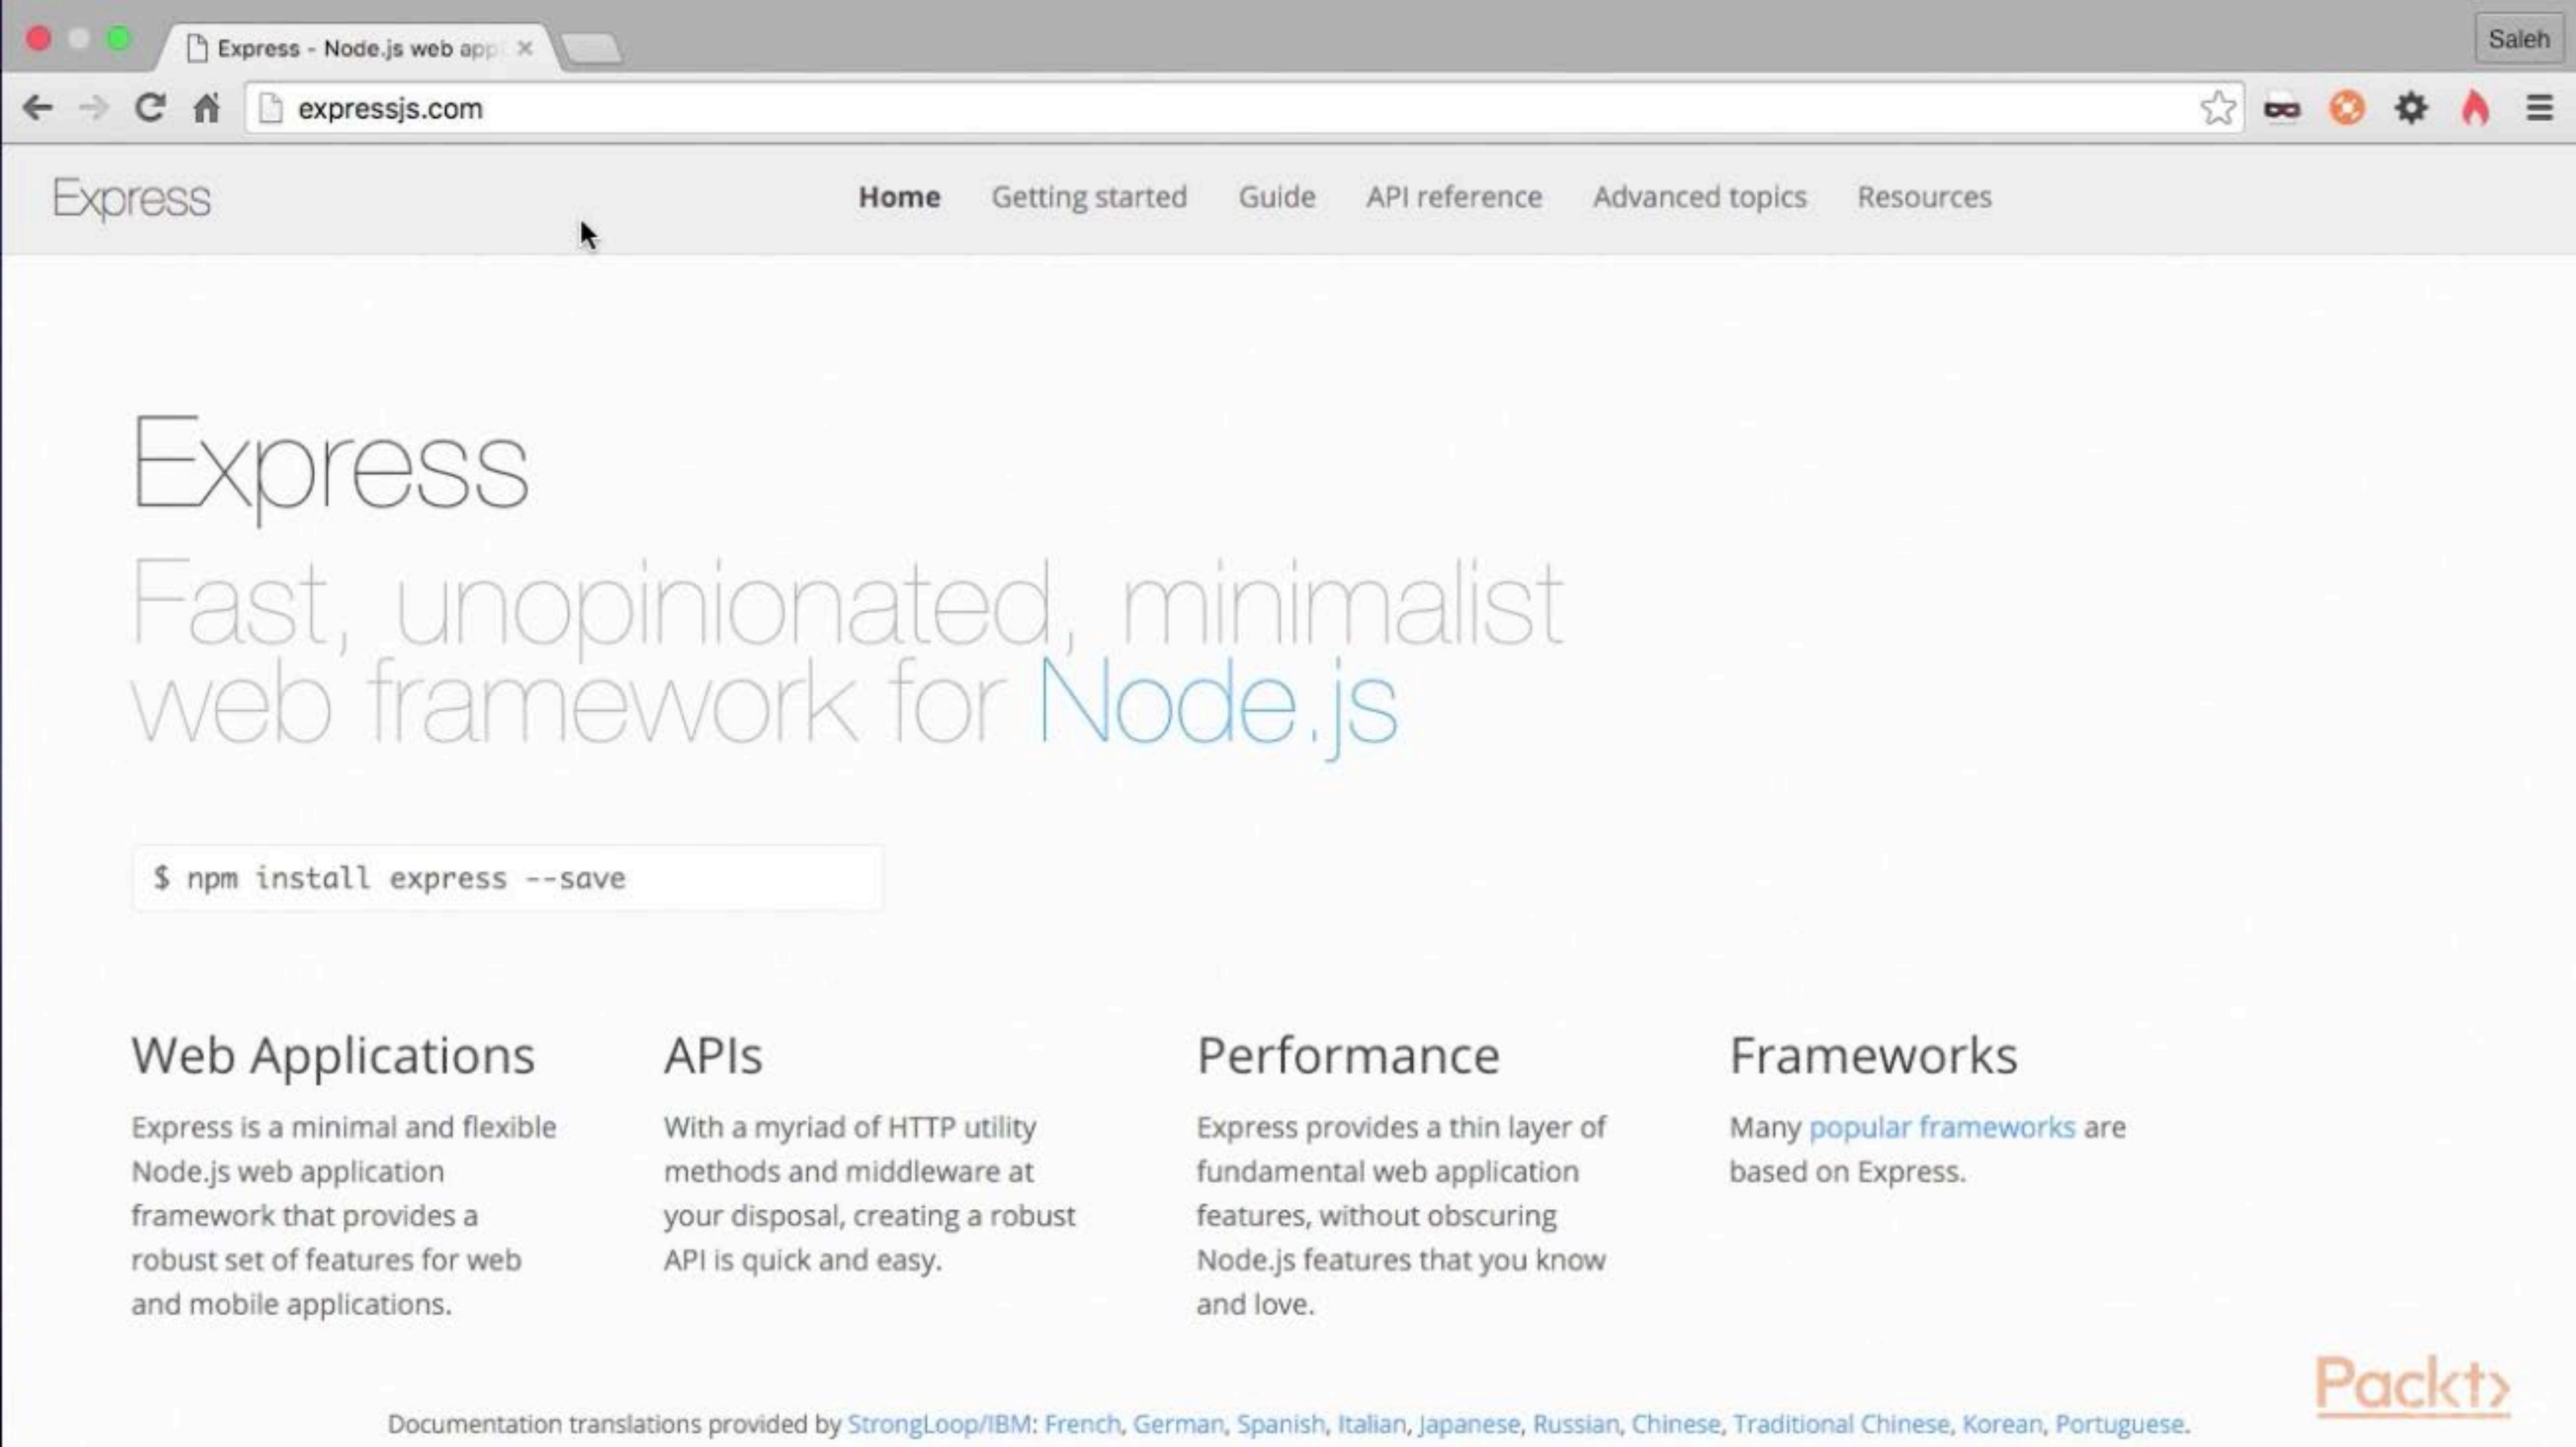 Express - Node.js web app
Saleh
expressjs.com
Express
Home Getting started Guide API reference Advanced topics Resources
Express
Fast, unopinionated, minimalist
web framework for Node.js
$ npm install express --save
Web Applications
Express is a minimal and flexible
Node.js web application
framework that provides a
robust set of features for web
and mobile applications.
APIs
With a myriad of HTTP utility
methods and middleware at
your disposal, creating a robust
API is quick and easy.
Performance
Express provides a thin layer of
fundamental web application
features, without obscuring
Node.js features that you know
and love.
Frameworks
Many popular frameworks are
based on Express.
Packt>
Documentation translations provided by StrongLoop/IBM: French, German, Spanish, Italian, Japanese, Russian, Chinese, Traditional Chinese, Korean, Portuguese.